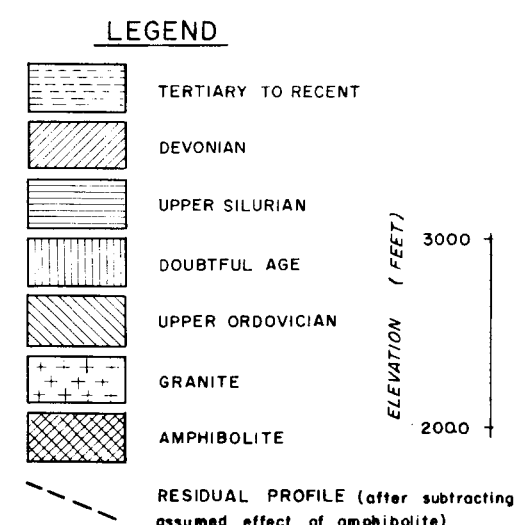 LEGEND
TERTIARY TO RECENT
DEVONIAN
UPPER SILURIAN
DOUBTFUL AGE
UPPER ORDOVICIAN
GRANITE
AMPHIBOLITE
RESIDUAL PROFILE (after subtracting
assumed effect of amphibolite)
ELEVATION (FEET)
3000
2000